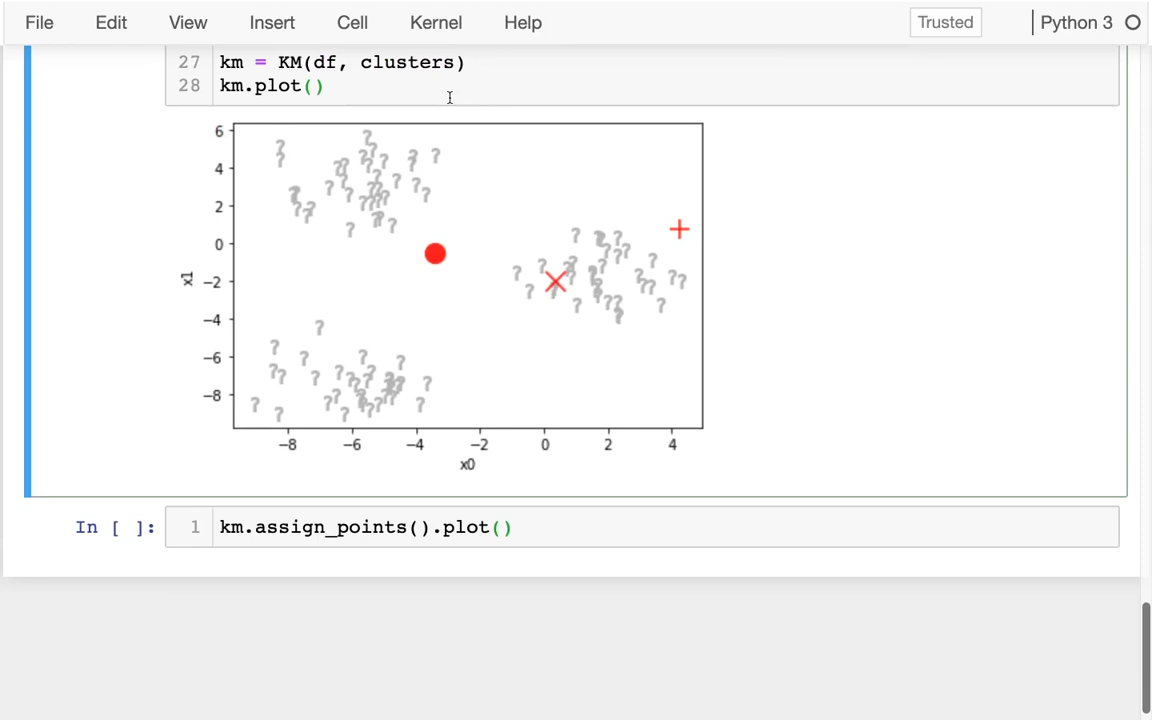 File Edit View Insert Cell Kernel Help Trusted Python 3
27 km = KM(df, clusters)
28 km.plot()
6
4
2
0
−2
−4
−6
−8
x1
−8 −6 −4 −2 0 2 4
x0
In [ ]: 1 km.assign_points().plot()